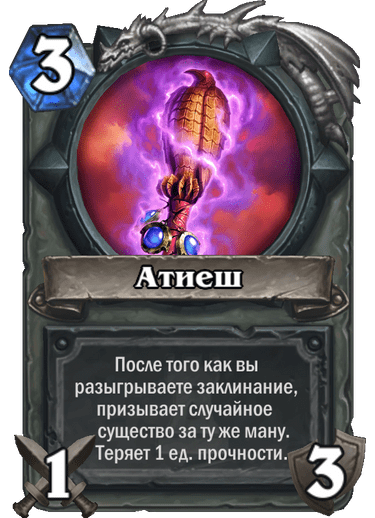 3
Атиеш
После того как вы
разыгрываете заклинание,
призывает случайное
существо за ту же ману.
Теряет 1 ед. прочности.
1
3